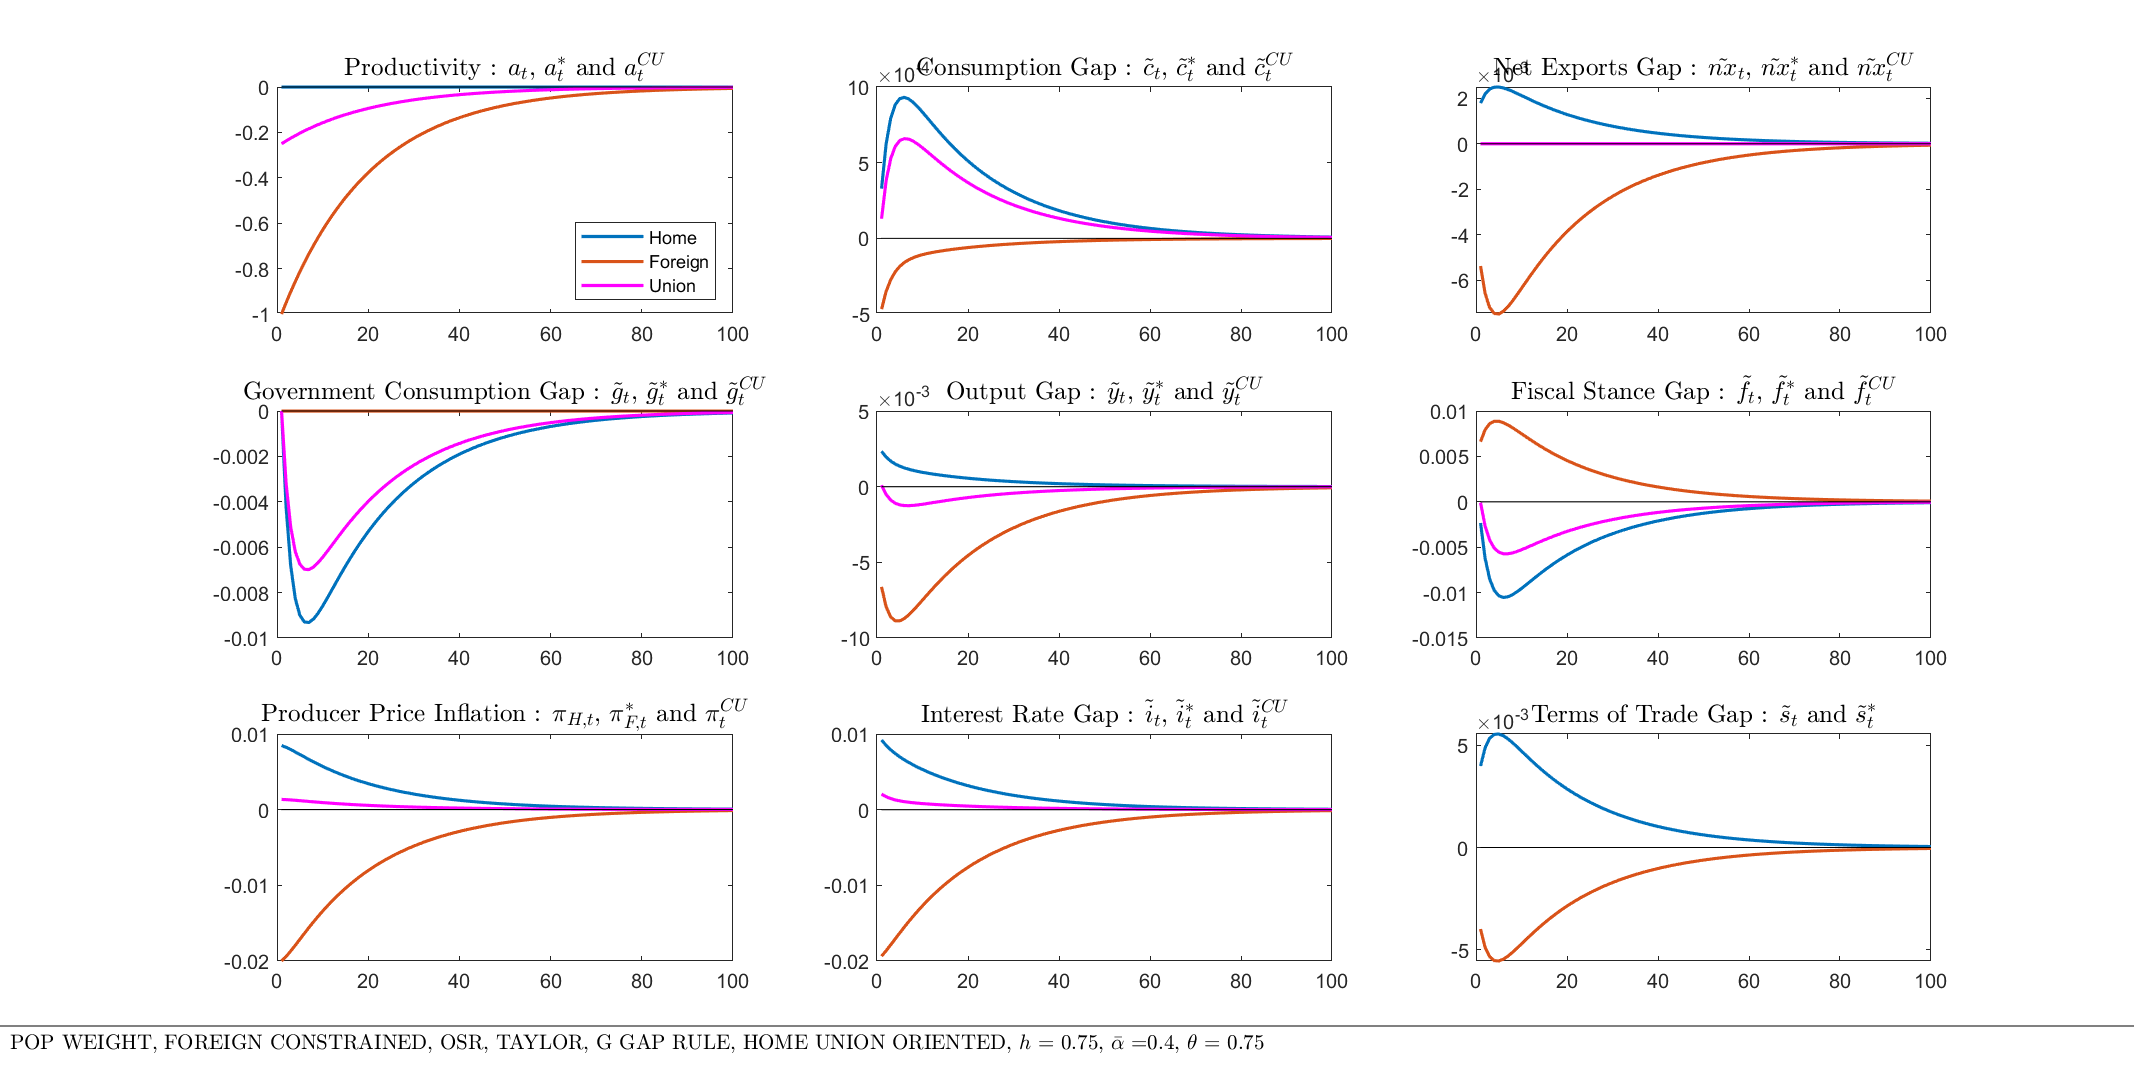 Productivity : a_t, a_t^* and a_t^{CU}
0
-0.2
-0.4
-0.6
-0.8
-1
0 20 40 60 80 100
Home
Foreign
Union
Consumption Gap : c̃_t, c̃_t^* and c̃_t^{CU}
×10^-4
10
5
0
-5
0 20 40 60 80 100
Net Exports Gap : ñx_t, ñx_t^* and ñx_t^{CU}
×10^-3
2
0
-2
-4
-6
0 20 40 60 80 100
Government Consumption Gap : g̃_t, g̃_t^* and g̃_t^{CU}
0
-0.002
-0.004
-0.006
-0.008
-0.01
0 20 40 60 80 100
Output Gap : ỹ_t, ỹ_t^* and ỹ_t^{CU}
×10^-3
5
0
-5
-10
0 20 40 60 80 100
Fiscal Stance Gap : f̃_t, f̃_t^* and f̃_t^{CU}
0.01
0.005
0
-0.005
-0.01
-0.015
0 20 40 60 80 100
Producer Price Inflation : π_{H,t}, π_{F,t}^* and π_t^{CU}
0.01
0
-0.01
-0.02
0 20 40 60 80 100
Interest Rate Gap : ĩ_t, ĩ_t^* and ĩ_t^{CU}
0.01
0
-0.01
-0.02
0 20 40 60 80 100
Terms of Trade Gap : s̃_t and s̃_t^*
×10^-3
5
0
-5
0 20 40 60 80 100
POP WEIGHT, FOREIGN CONSTRAINED, OSR, TAYLOR, G GAP RULE, HOME UNION ORIENTED, h = 0.75, ᾱ =0.4, θ = 0.75